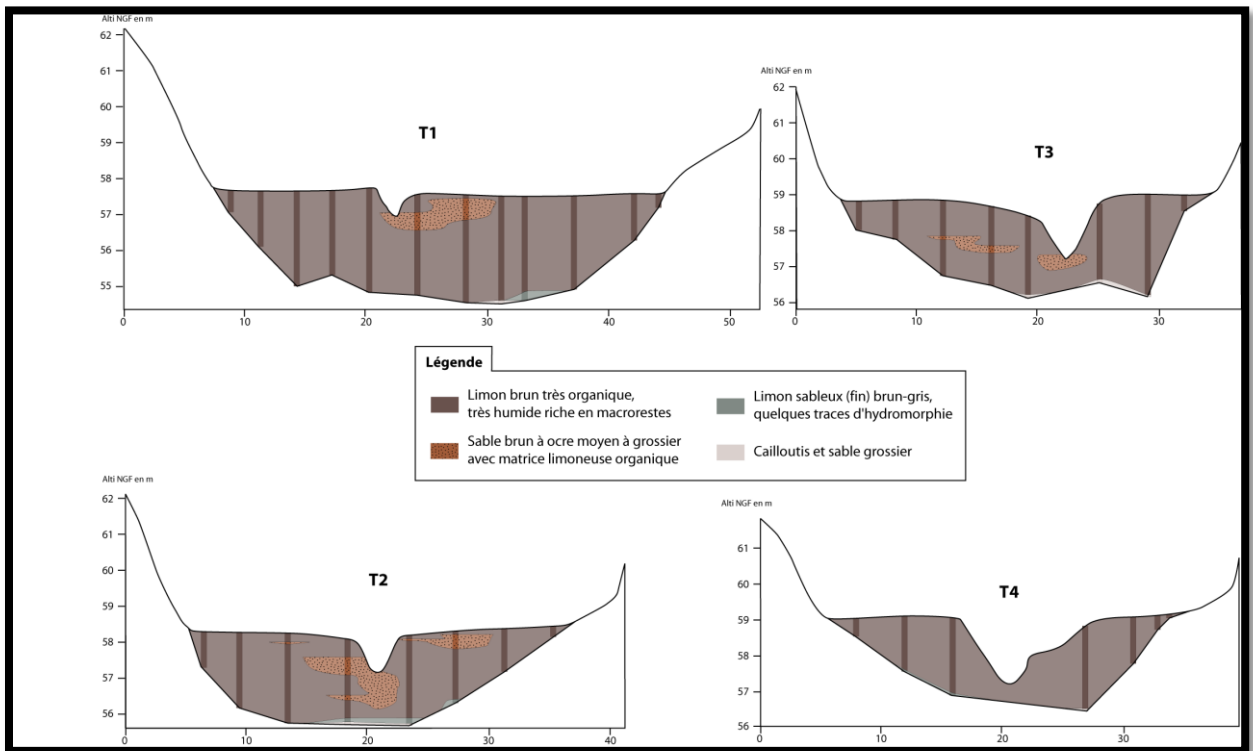 Alti NGF en m
62
61
60
59
58
57
56
55
T1
0
10
20
30
40
50
Alti NGF en m
62
61
60
59
58
57
56
T3
0
10
20
30
Légende
Limon brun très organique,
très humide riche en macrorestes
Sable brun à ocre moyen à grossier
avec matrice limoneuse organique
Limon sableux (fin) brun-gris,
quelques traces d'hydromorphie
Cailloutis et sable grossier
Alti NGF en m
62
61
60
59
58
57
56
T2
0
10
20
30
40
Alti NGF en m
61
60
59
58
57
56
T4
0
10
20
30